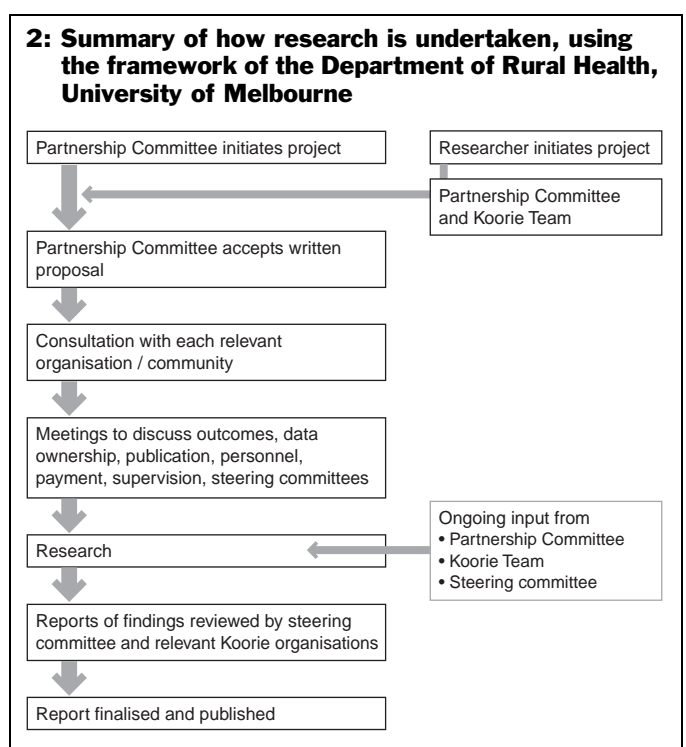 2: Summary of how research is undertaken, using
the framework of the Department of Rural Health,
University of Melbourne
Partnership Committee initiates project
Researcher initiates project
Partnership Committee
and Koorie Team
Partnership Committee accepts written
proposal
Consultation with each relevant
organisation / community
Meetings to discuss outcomes, data
ownership, publication, personnel,
payment, supervision, steering committees
Research
Ongoing input from
• Partnership Committee
• Koorie Team
• Steering committee
Reports of findings reviewed by steering
committee and relevant Koorie organisations
Report finalised and published